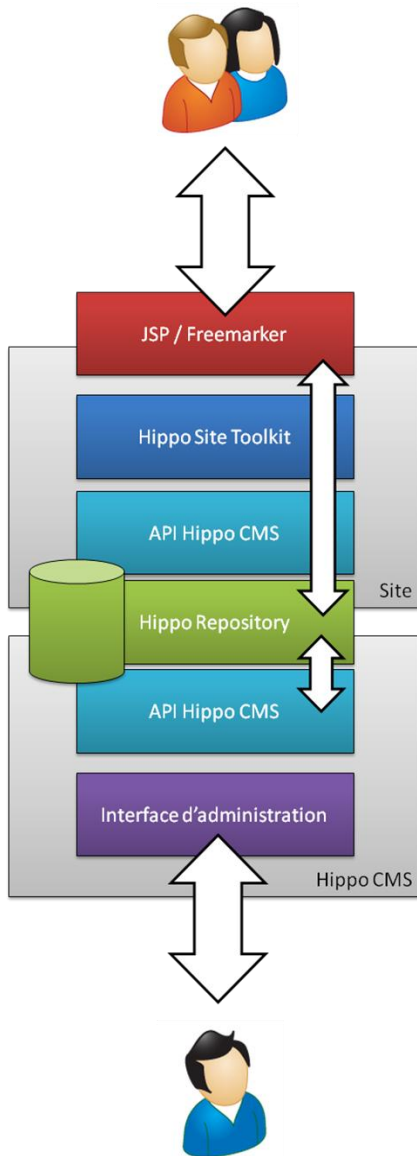 JSP / Freemarker
Hippo Site Toolkit
API Hippo CMS
Site
Hippo Repository
API Hippo CMS
Interface d'administration
Hippo CMS